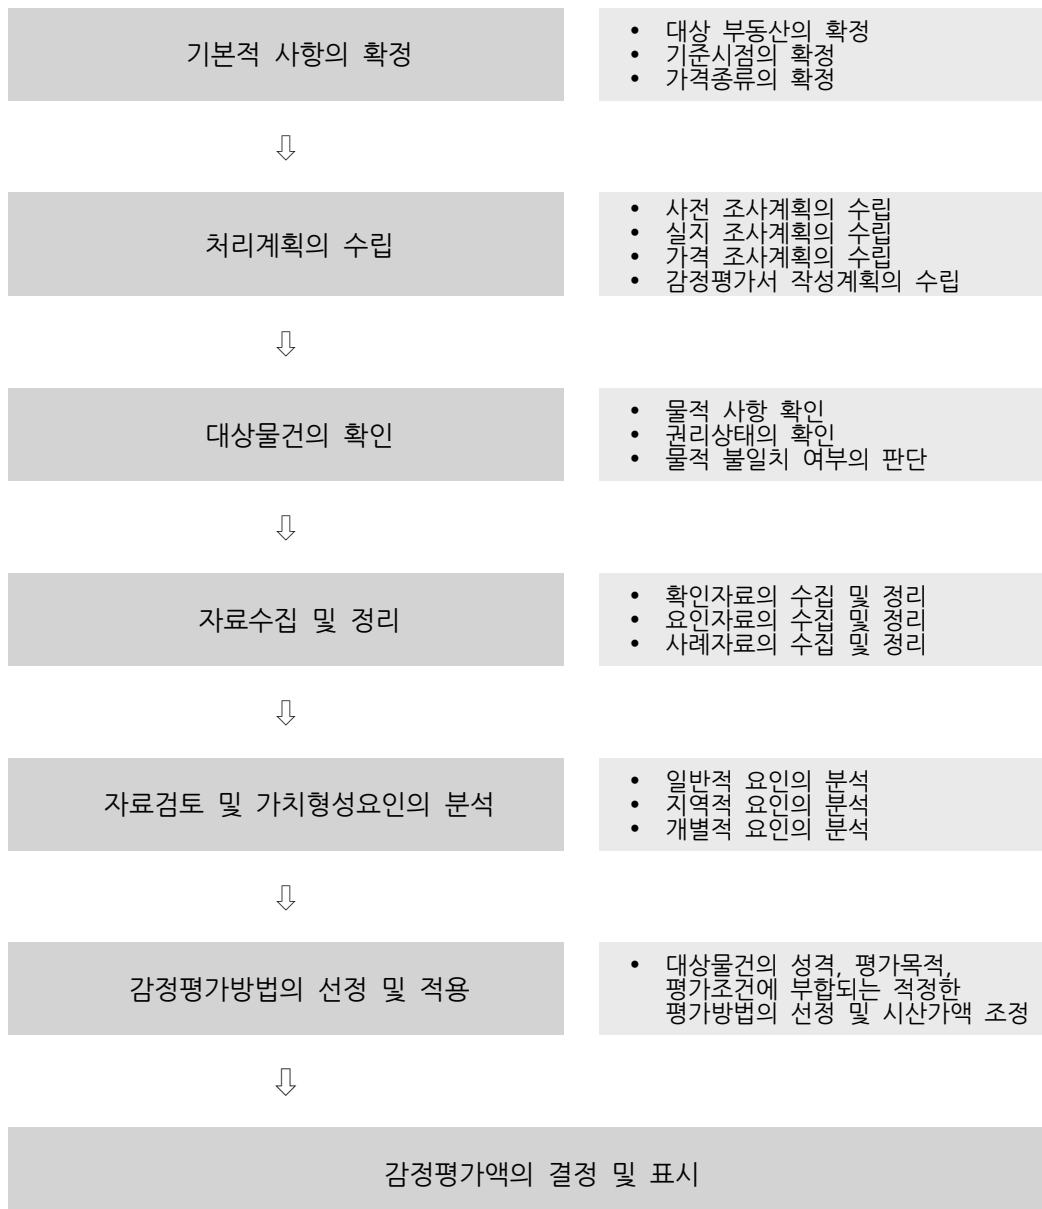 기본적 사항의 확정
• 대상 부동산의 확정
• 기준시점의 확정
• 가격종류의 확정
⇩
처리계획의 수립
• 사전 조사계획의 수립
• 실지 조사계획의 수립
• 가격 조사계획의 수립
• 감정평가서 작성계획의 수립
⇩
대상물건의 확인
• 물적 사항 확인
• 권리상태의 확인
• 물적 불일치 여부의 판단
⇩
자료수집 및 정리
• 확인자료의 수집 및 정리
• 요인자료의 수집 및 정리
• 사례자료의 수집 및 정리
⇩
자료검토 및 가치형성요인의 분석
• 일반적 요인의 분석
• 지역적 요인의 분석
• 개별적 요인의 분석
⇩
감정평가방법의 선정 및 적용
• 대상물건의 성격, 평가목적,
평가조건에 부합되는 적정한
평가방법의 선정 및 시산가액 조정
⇩
감정평가액의 결정 및 표시